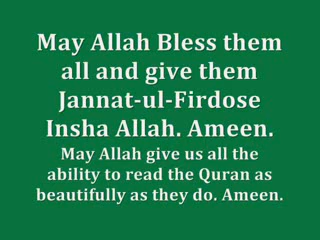 May Allah Bless them
all and give them
Jannat-ul-Firdose
Insha Allah. Ameen.
May Allah give us all the
ability to read the Quran as
beautifully as they do. Ameen.